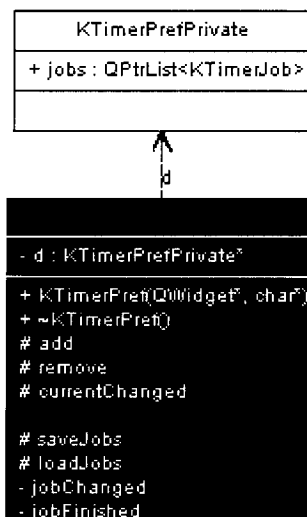 KTimerPrefPrivate
+ jobs : QPtrList<KTimerJob>
d
- d : KTimerPrefPrivate*
+ KTimerPref(QWidget*, char*)
+ ~KTimerPref()
# add
# remove
# currentChanged
# saveJobs
# loadJobs
- jobChanged
- jobFinished